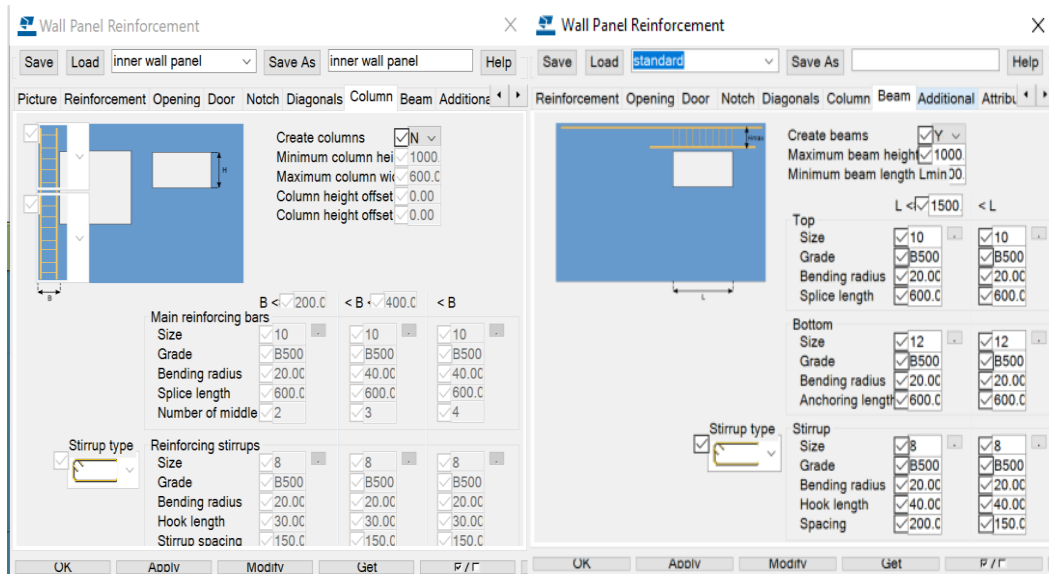 Wall Panel Reinforcement
Save Load inner wall panel Save As inner wall panel Help
Picture Reinforcement Opening Door Notch Diagonals Column Beam Additiona
Create columns N
Minimum column hei 1000
Maximum column wid 600.0
Column height offset 0.00
Column height offset 0.00
H
B
B < 200.0 < B < 400.0 < B
Main reinforcing bars
Size 10 10 10
Grade B500 B500 B500
Bending radius 20.00 40.00 40.00
Splice length 600.0 600.0 600.0
Number of middle 2 3 4
Stirrup type
Reinforcing stirrups
Size 8 8 8
Grade B500 B500 B500
Bending radius 20.00 20.00 20.00
Hook length 30.00 30.00 30.00
Stirrup spacing 150.0 150.0 150.0
OK Apply Modify Get
Wall Panel Reinforcement
Save Load standard Save As Help
Reinforcement Opening Door Notch Diagonals Column Beam Additional Attribu
Create beams Y
Maximum beam height 1000.
Minimum beam length Lmin 00.
Hmax
L
L < 1500. < L
Top
Size 10 10
Grade B500 B500
Bending radius 20.00 20.00
Splice length 600.0 600.0
Bottom
Size 12 12
Grade B500 B500
Bending radius 20.00 20.00
Anchoring length 600.0 600.0
Stirrup type
Stirrup
Size 8 8
Grade B500 B500
Bending radius 20.00 20.00
Hook length 40.00 40.00
Spacing 200.0 150.0
OK Apply Modify Get